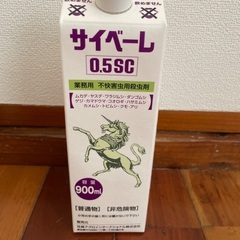 飲めません
サイベーレ
0.5SC
業務用 不快害虫用殺虫剤
ムカデ・ヤスデ・ワラジムシ・ダンゴムシ
ゲジ・カマドウマ・コオロギ・ハサミムシ
カメムシ・トビムシ・クモ・アリ
容量
900mℓ
[普通物] [非危険物]